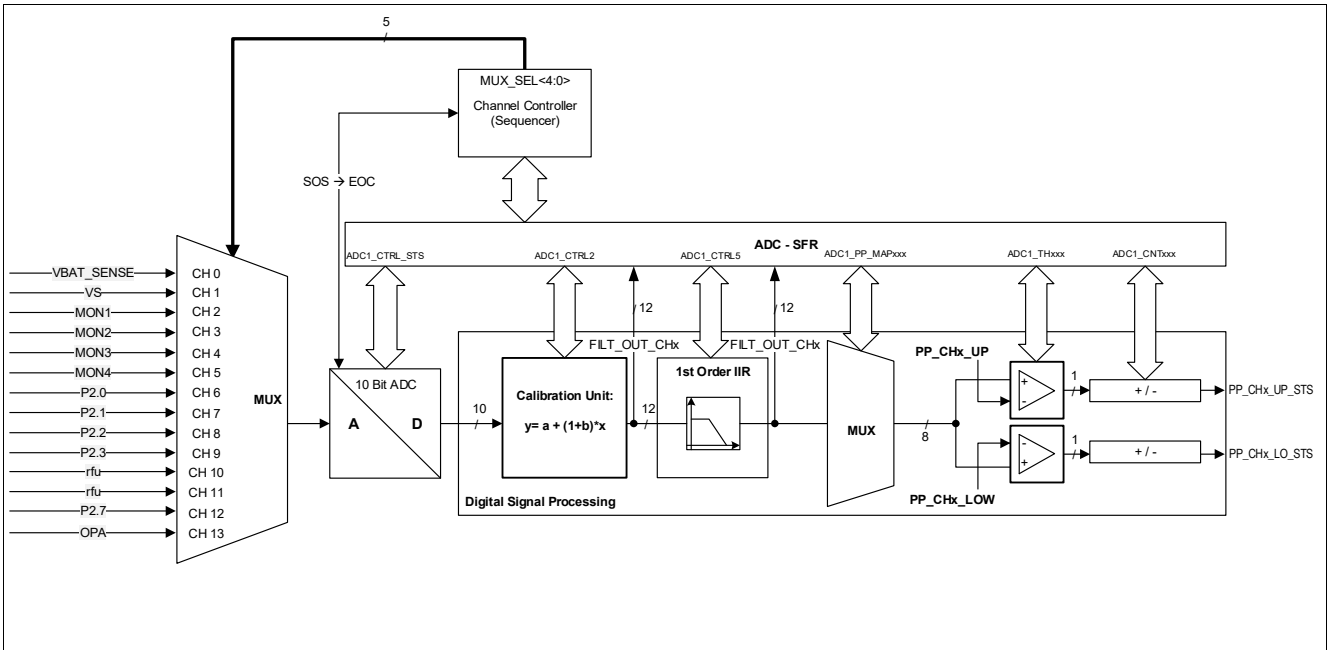 5
MUX_SEL<4:0>
Channel Controller
(Sequencer)
SOS → EOC
ADC - SFR
ADC1_CTRL_STS
ADC1_CTRL2
ADC1_CTRL5
ADC1_PP_MAPxxx
ADC1_THxxx
ADC1_CNTxxx
VBAT_SENSE
CH 0
VS
CH 1
MON1
CH 2
MON2
CH 3
MON3
CH 4
MON4
CH 5
P2.0
CH 6
P2.1
CH 7
P2.2
CH 8
P2.3
CH 9
rfu
CH 10
rfu
CH 11
P2.7
CH 12
OPA
CH 13
MUX
10 Bit ADC
A
D
10
12
12
FILT_OUT_CHx
FILT_OUT_CHx
Calibration Unit:
y= a + (1+b)*x
12
1st Order IIR
MUX
8
PP_CHx_UP
+
-
1
+ / -
PP_CHx_UP_STS
-
+
1
+ / -
PP_CHx_LO_STS
PP_CHx_LOW
Digital Signal Processing